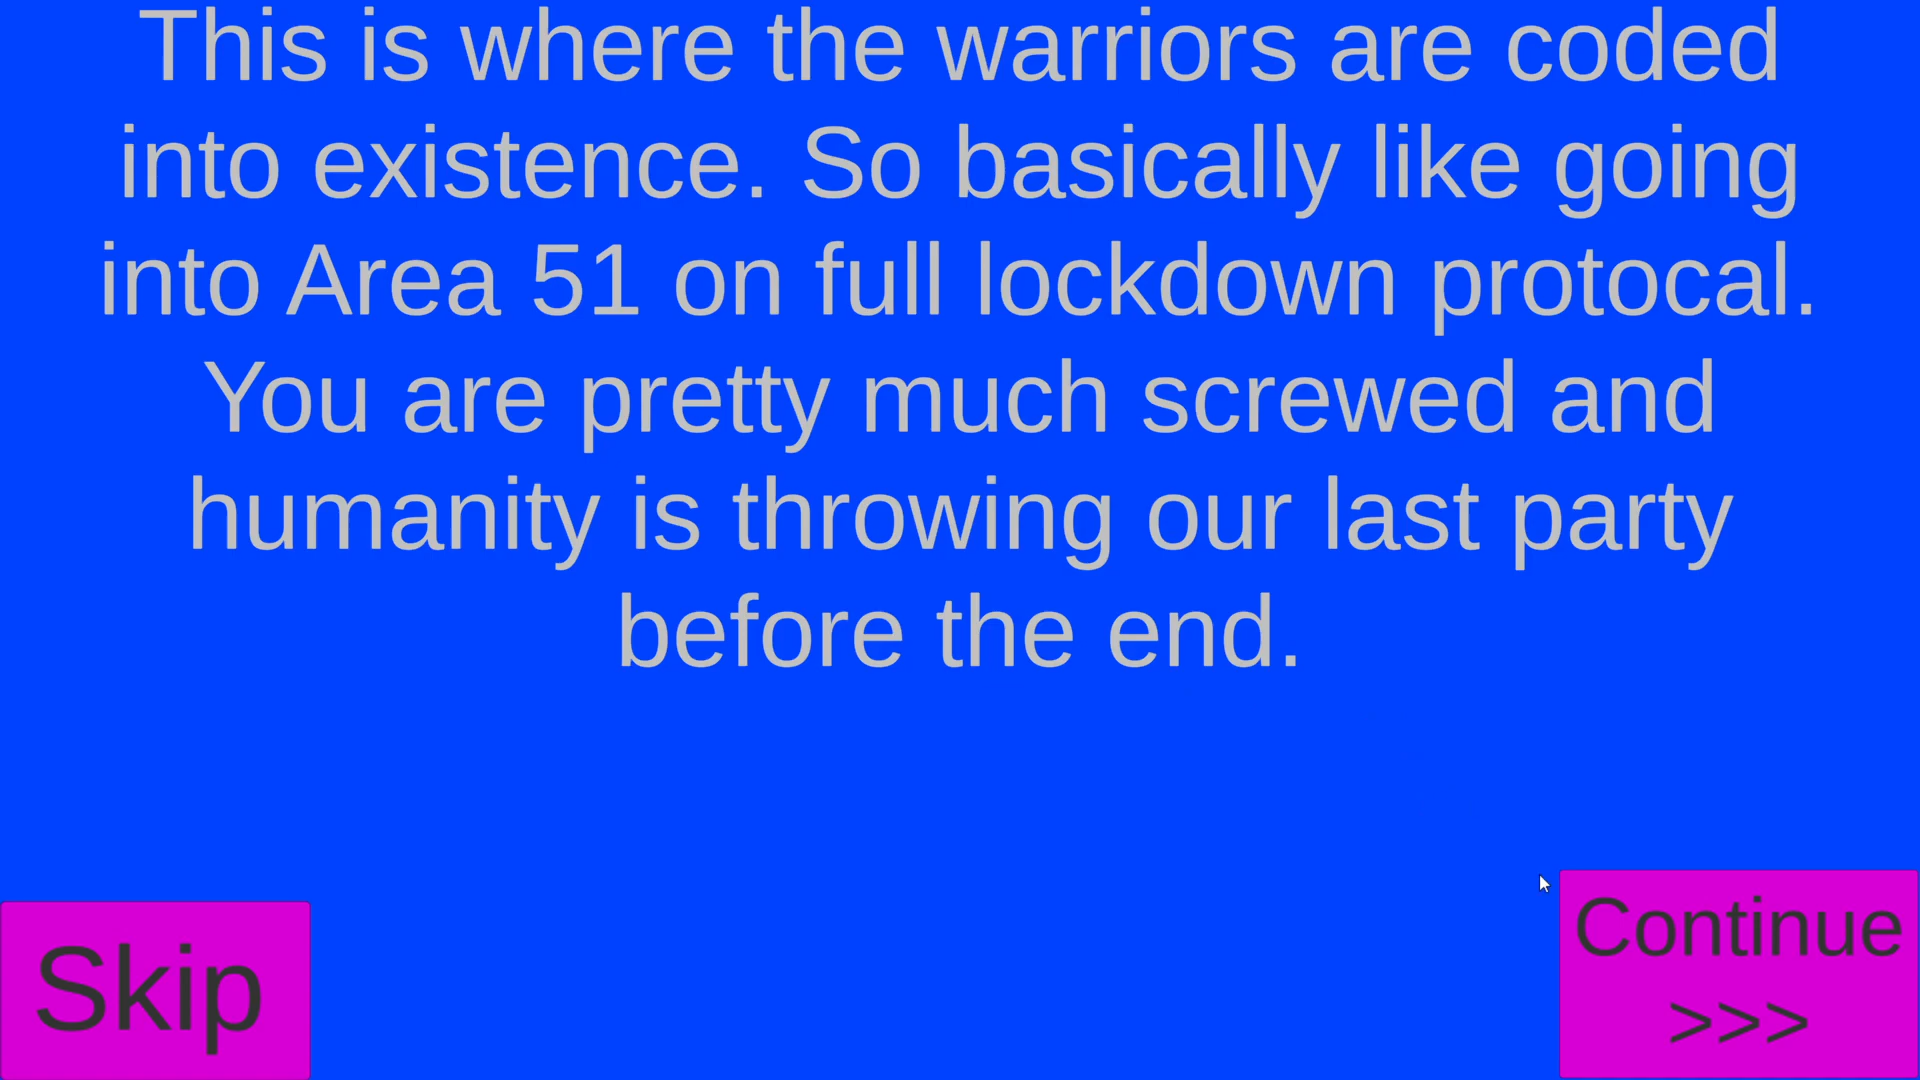 This is where the warriors are coded
into existence. So basically like going
into Area 51 on full lockdown protocal.
You are pretty much screwed and
humanity is throwing our last party
before the end.
Skip
Continue
>>>